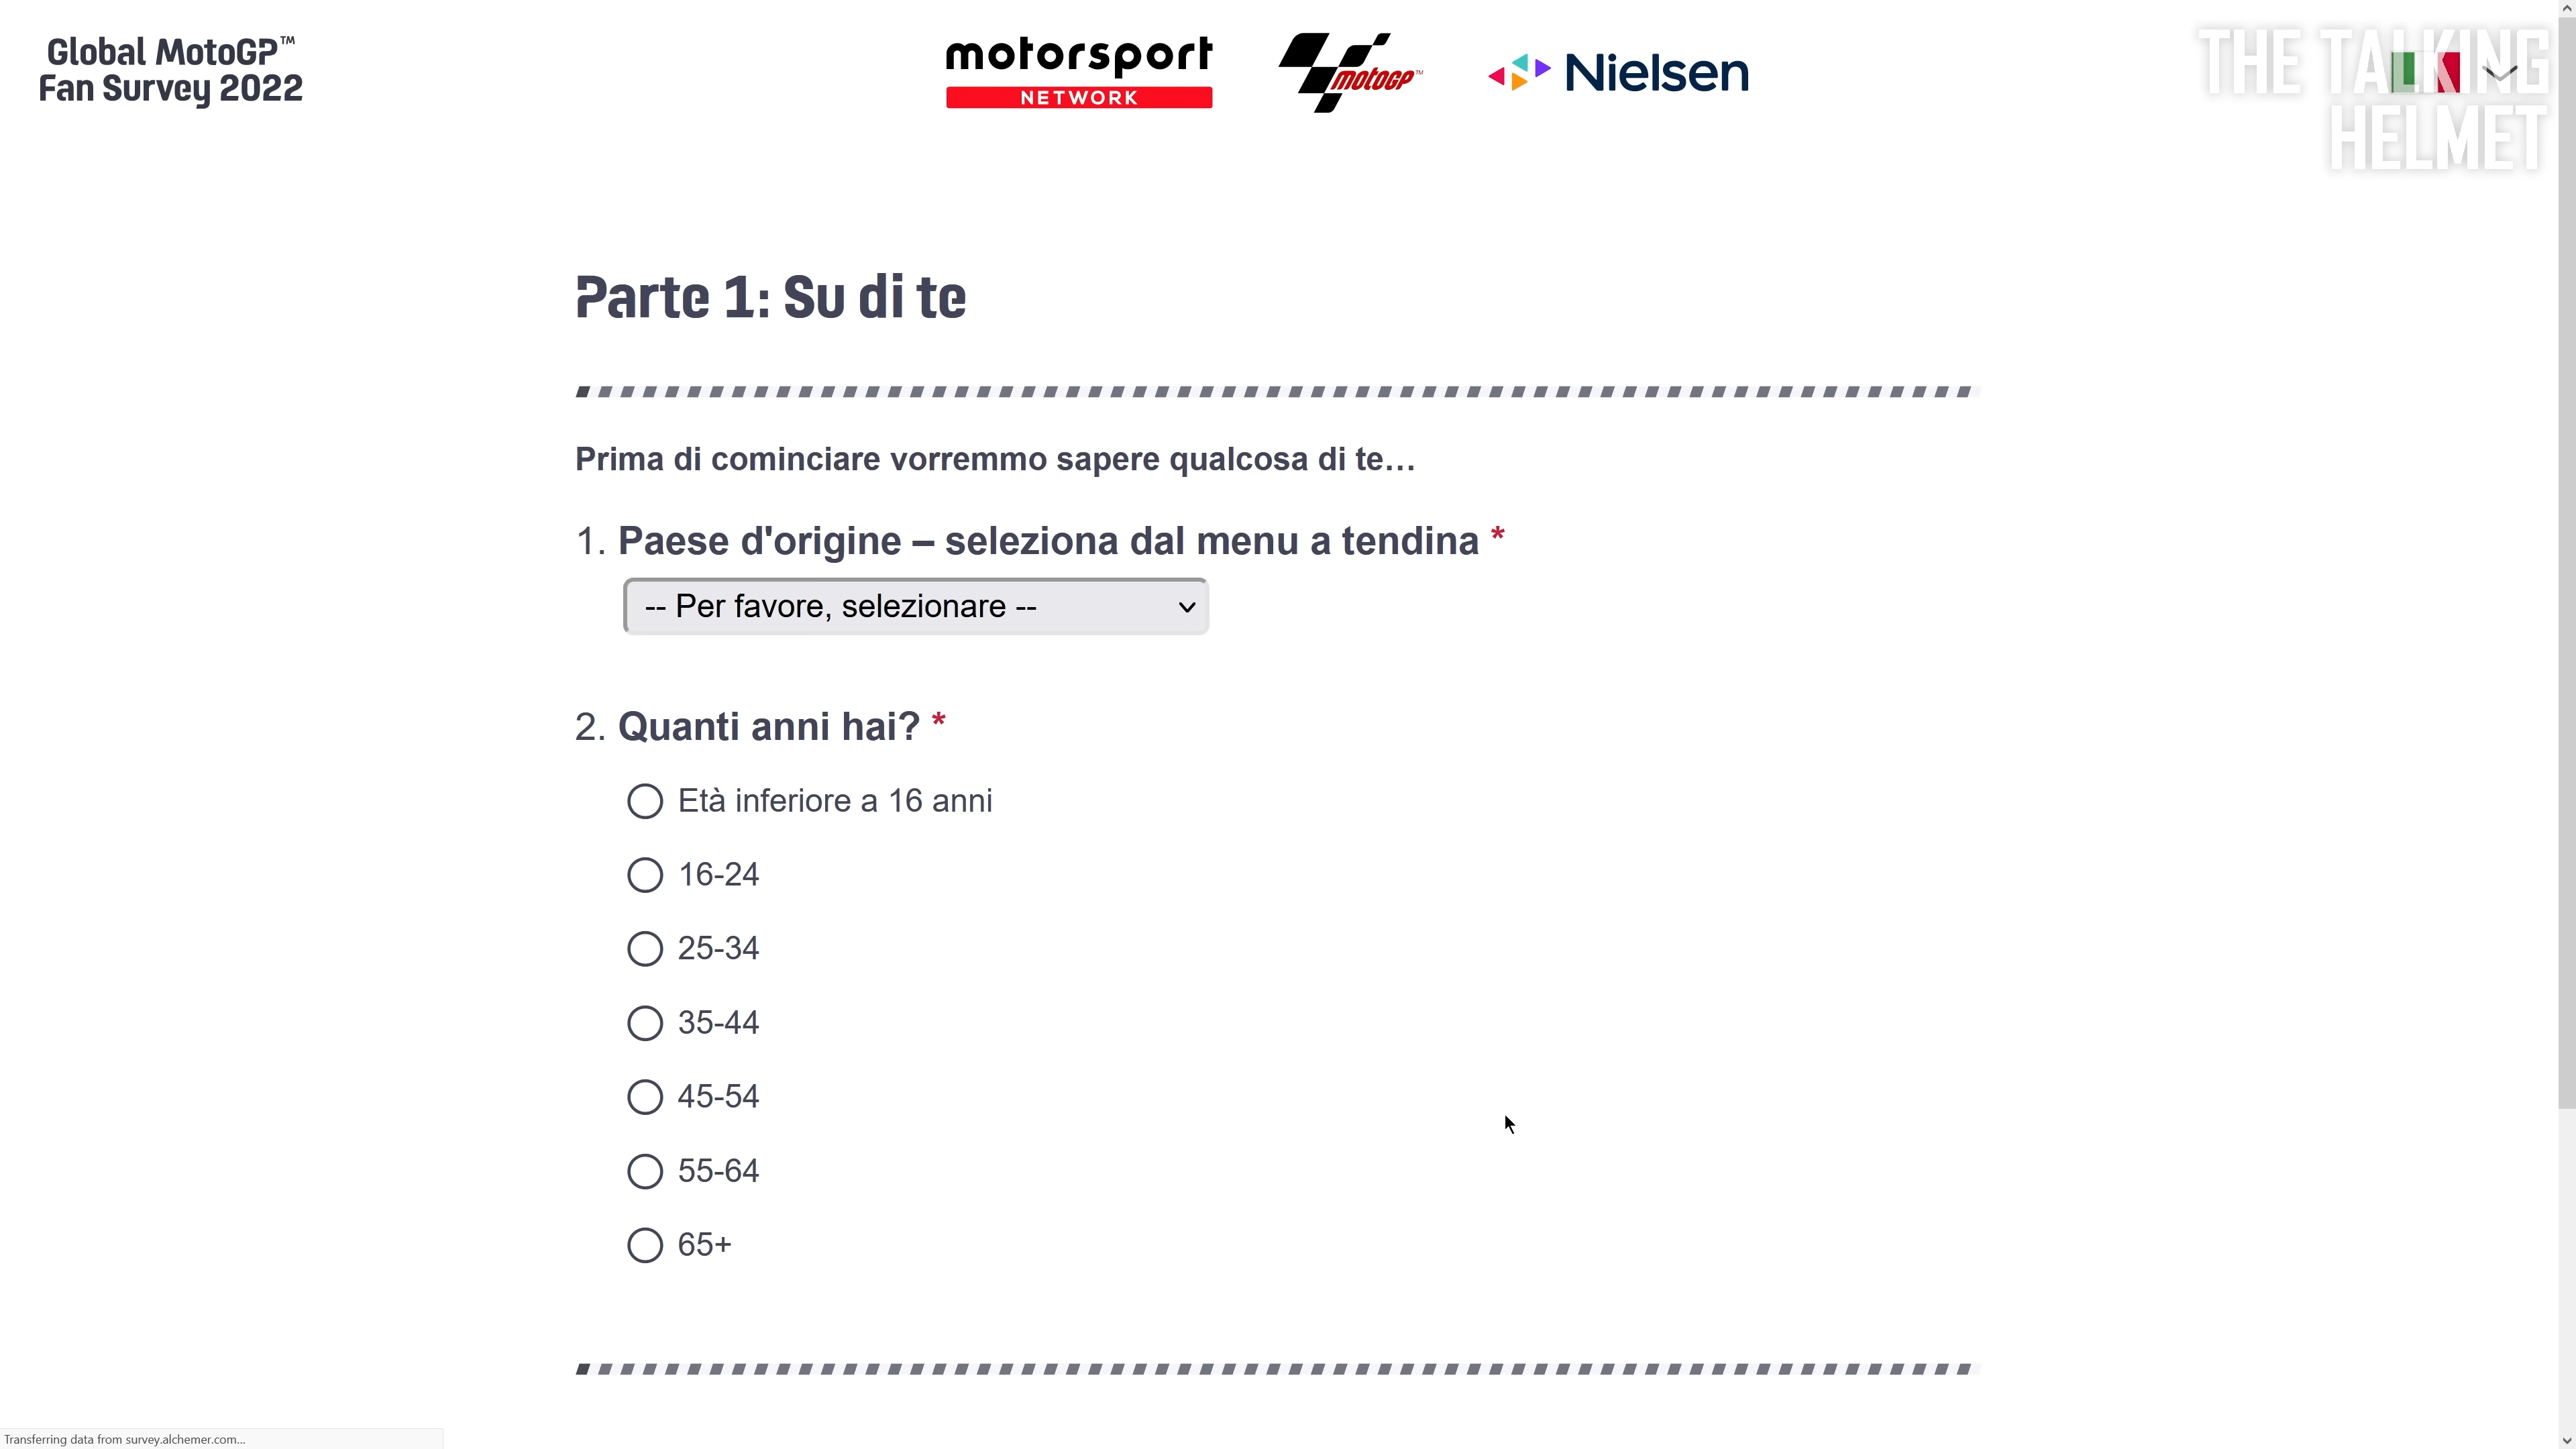 Global MotoGP™
Fan Survey 2022
motorsport
NETWORK
MotoGP™
Nielsen
THE TALKING
HELMET
Parte 1: Su di te
Prima di cominciare vorremmo sapere qualcosa di te…
1. Paese d'origine – seleziona dal menu a tendina *
-- Per favore, selezionare --
2. Quanti anni hai? *
Età inferiore a 16 anni
16-24
25-34
35-44
45-54
55-64
65+
Transferring data from survey.alchemer.com...